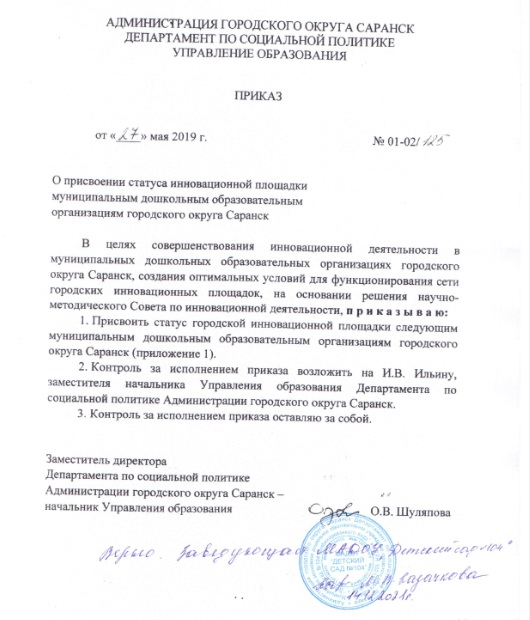 АДМИНИСТРАЦИЯ ГОРОДСКОГО ОКРУГА САРАНСК
ДЕПАРТАМЕНТ ПО СОЦИАЛЬНОЙ ПОЛИТИКЕ
УПРАВЛЕНИЕ ОБРАЗОВАНИЯ
ПРИКАЗ
от «27» мая 2019 г. № 01-02/125
О присвоении статуса инновационной площадки
муниципальным дошкольным образовательным
организациям городского округа Саранск
В целях совершенствования инновационной деятельности в
муниципальных дошкольных образовательных организациях городского
округа Саранск, создания оптимальных условий для функционирования сети
городских инновационных площадок, на основании решения научно-
методического Совета по инновационной деятельности, приказываю:
1. Присвоить статус городской инновационной площадки следующим
муниципальным дошкольным образовательным организациям городского
округа Саранск (приложение 1).
2. Контроль за исполнением приказа возложить на И.В. Ильину,
заместителя начальника Управления образования Департамента по
социальной политике Администрации городского округа Саранск.
3. Контроль за исполнением приказа оставляю за собой.
Заместитель директора
Департамента по социальной политике
Администрации городского округа Саранск –
начальник Управления образования О.В. Шуляпова
Верно. Заведующая МАДОУ "Детский сад №104"
"ДЕТСКИЙ
САД №104"
М.П. Казачкова